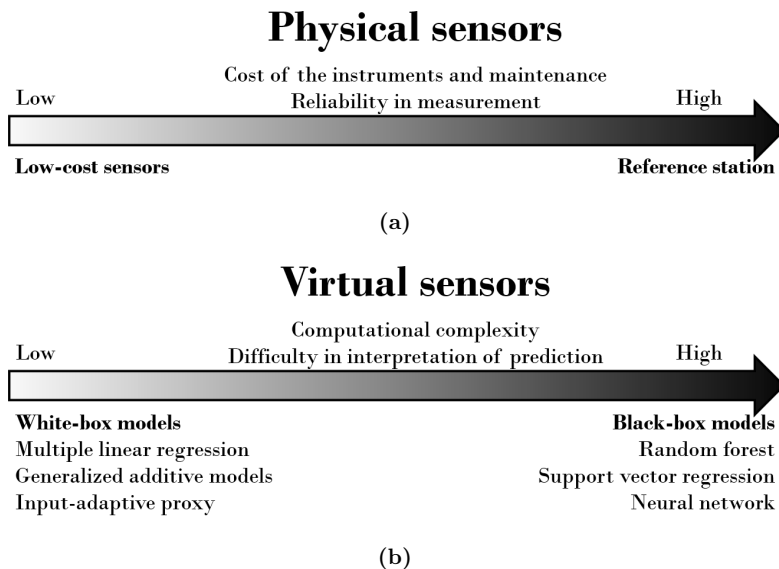 Physical sensors
Cost of the instruments and maintenance
Low
Reliability in measurement
High
Low-cost sensors
Reference station
(a)
Virtual sensors
Computational complexity
Low
Difficulty in interpretation of prediction
High
White-box models
Multiple linear regression
Generalized additive models
Input-adaptive proxy
Black-box models
Random forest
Support vector regression
Neural network
(b)